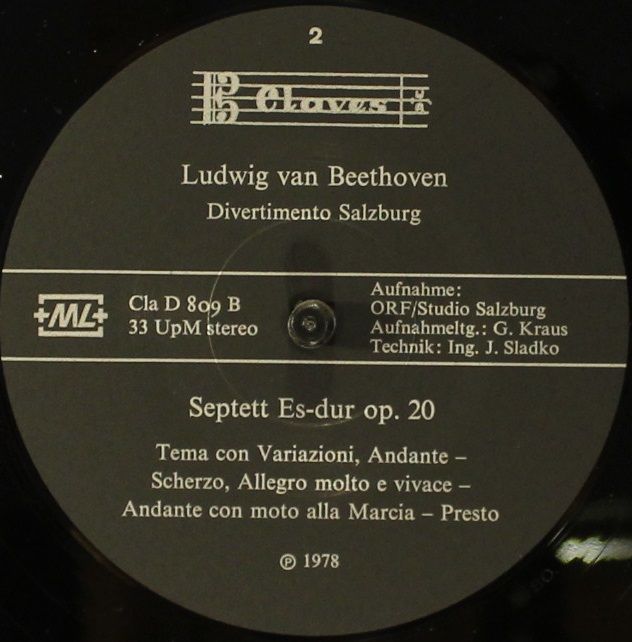 2
Claves
Ludwig van Beethoven
Divertimento Salzburg
ML
Cla D 809 B
33 UpM stereo
Aufnahme:
ORF/Studio Salzburg
Aufnahmeltg.: G. Kraus
Technik: Ing. J. Sladko
Septett Es-dur op. 20
Tema con Variazioni, Andante –
Scherzo, Allegro molto e vivace –
Andante con moto alla Marcia – Presto
℗ 1978